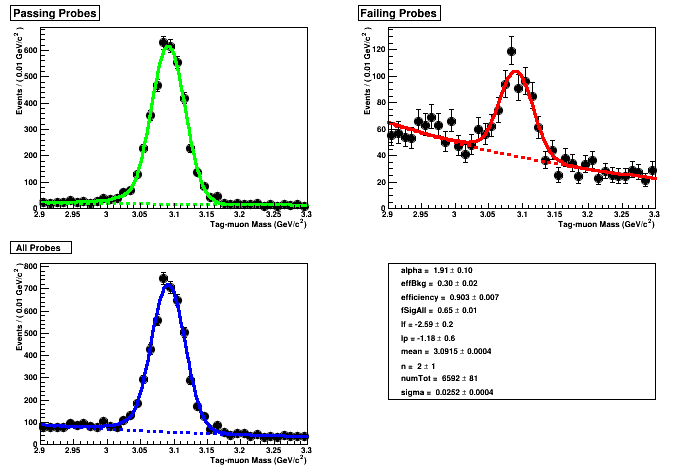 Passing Probes
Events / ( 0.01 GeV/c² )
600
500
400
300
200
100
0
2.9 2.95 3 3.05 3.1 3.15 3.2 3.25 3.3
Tag-muon Mass (GeV/c² )
Failing Probes
Events / ( 0.01 GeV/c² )
120
100
80
60
40
20
0
2.9 2.95 3 3.05 3.1 3.15 3.2 3.25 3.3
Tag-muon Mass (GeV/c² )
All Probes
Events / ( 0.01 GeV/c² )
800
700
600
500
400
300
200
100
0
2.9 2.95 3 3.05 3.1 3.15 3.2 3.25 3.3
Tag-muon Mass (GeV/c² )
alpha = 1.91 ± 0.10
effBkg = 0.30 ± 0.02
efficiency = 0.903 ± 0.007
fSigAll = 0.65 ± 0.01
lf = -2.59 ± 0.2
lp = -1.18 ± 0.6
mean = 3.0915 ± 0.0004
n = 2 ± 1
numTot = 6592 ± 81
sigma = 0.0252 ± 0.0004